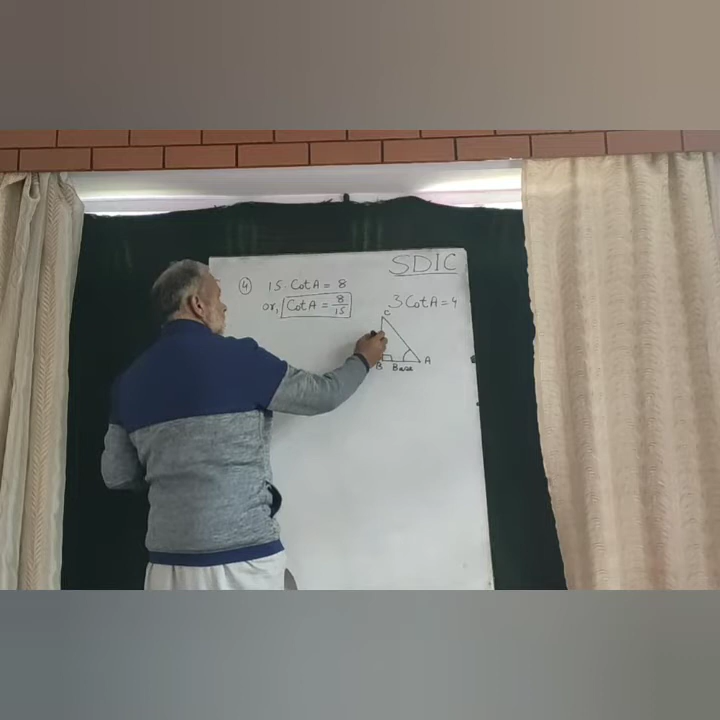 SDIC
④ 15 · Cot A = 8
or, Cot A = 8/15
3 Cot A = 4
C
B
A
Base